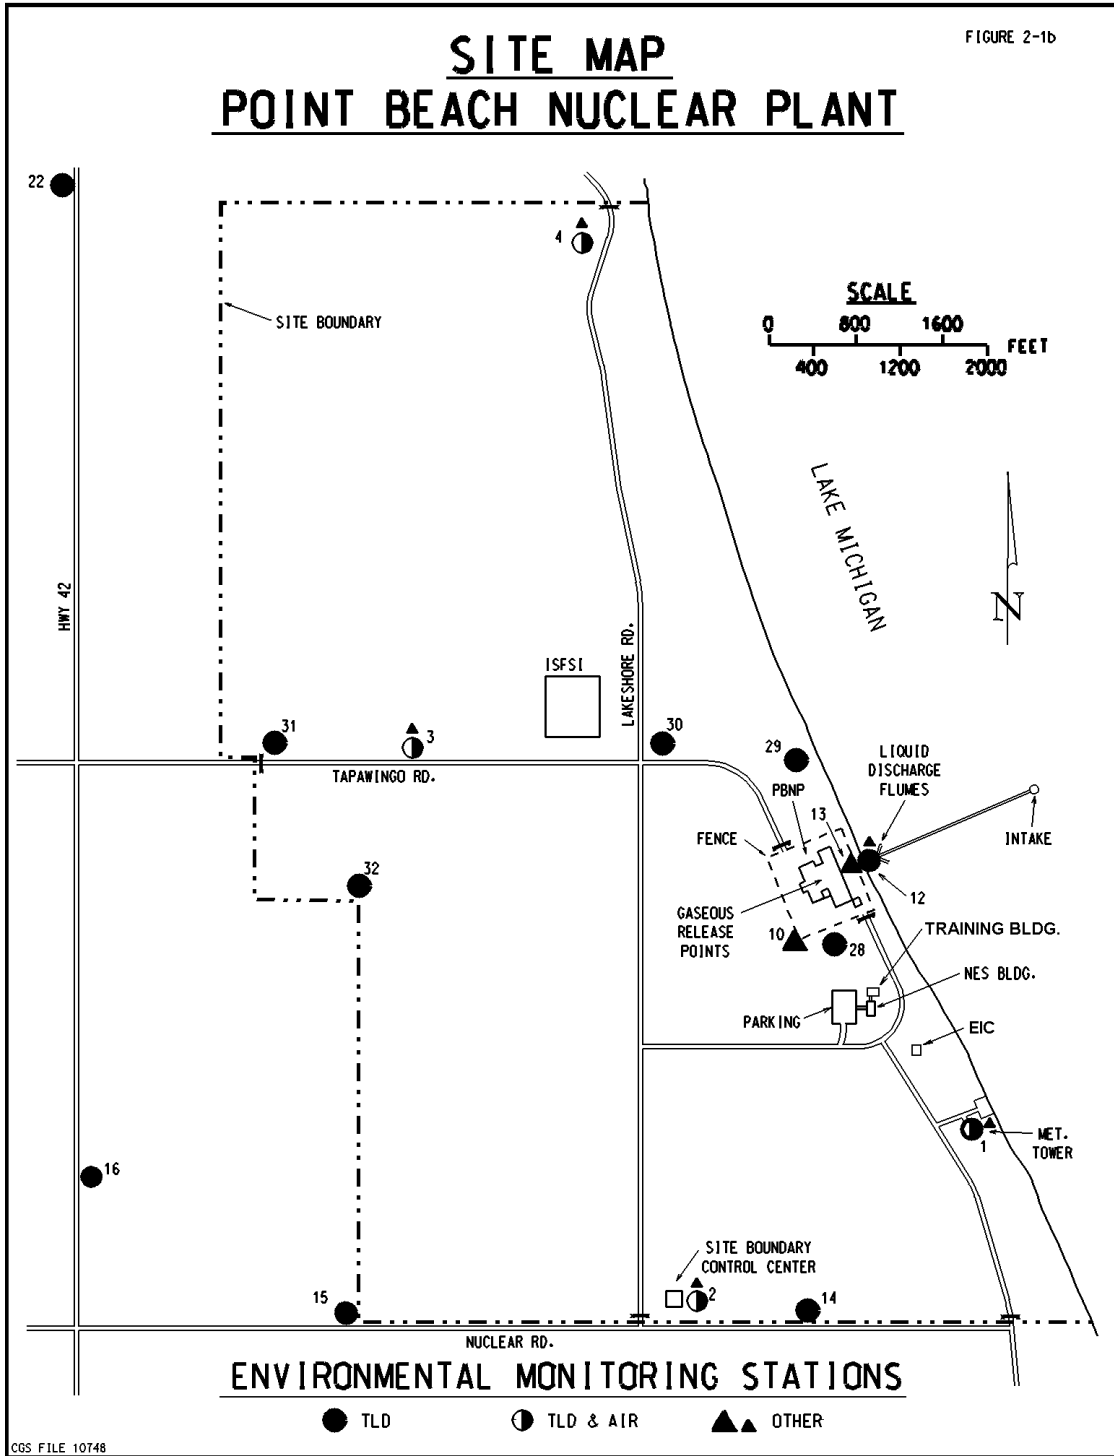 FIGURE 2-1b
SITE MAP
POINT BEACH NUCLEAR PLANT
22
4
SITE BOUNDARY
SCALE
0 800 1600
FEET
400 1200 2000
LAKE MICHIGAN
N
HWY 42
LAKESHORE RD.
ISFSI
31
3
30
29
TAPAWINGO RD.
LIQUID
DISCHARGE
FLUMES
PBNP
13
FENCE
INTAKE
32
12
GASEOUS
RELEASE
POINTS
10
28
TRAINING BLDG.
NES BLDG.
PARKING
EIC
1
MET.
TOWER
16
SITE BOUNDARY
CONTROL CENTER
2
15
14
NUCLEAR RD.
ENVIRONMENTAL MONITORING STATIONS
TLD
TLD & AIR
OTHER
CGS FILE 10748